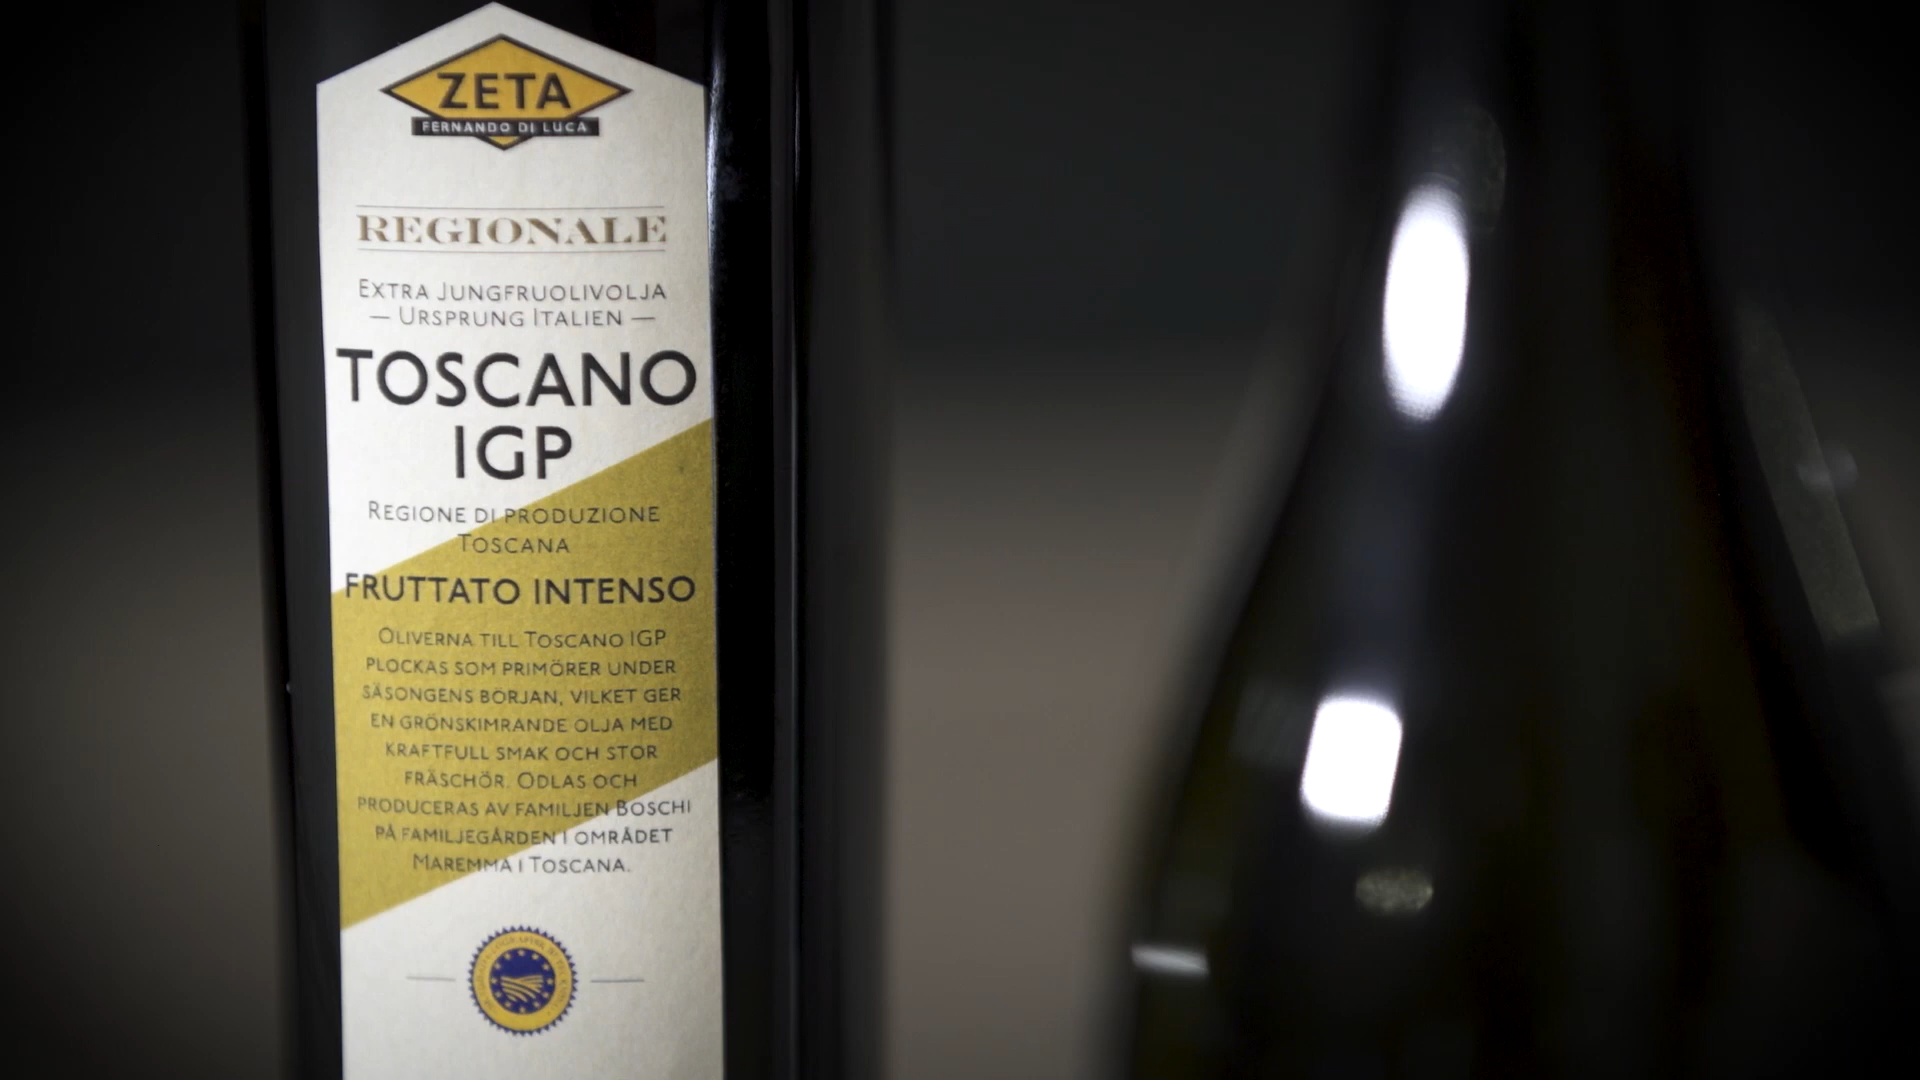 ZETA
FERNANDO DI LUCA
REGIONALE
EXTRA JUNGFRUOLIVOLJA
— URSPRUNG ITALIEN —
TOSCANO
IGP
REGIONE DI PRODUZIONE
TOSCANA
FRUTTATO INTENSO
OLIVERNA TILL TOSCANO IGP
PLOCKAS SOM PRIMÖRER UNDER
SÄSONGENS BÖRJAN, VILKET GER
EN GRÖNSKIMRANDE OLJA MED
KRAFTFULL SMAK OCH STOR
FRÄSCHÖR. ODLAS OCH
PRODUCERAS AV FAMILJEN BOSCHI
PÅ FAMILJEGÅRDEN I OMRÅDET
MAREMMA I TOSCANA.